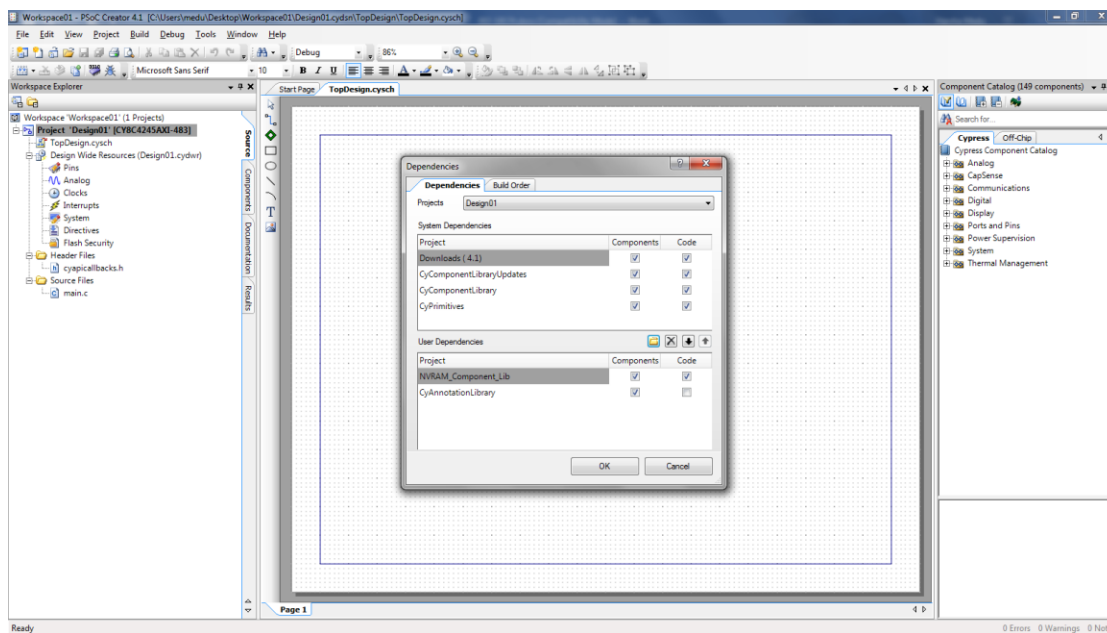 Workspace01 - PSoC Creator 4.1 [C:\Users\medu\Desktop\Workspace01\Design01.cydsn\TopDesign\TopDesign.cysch]
File Edit View Project Build Debug Tools Window Help
Debug 86%
Microsoft Sans Serif 10 B I U A
Workspace Explorer
Workspace 'Workspace01' (1 Projects)
Project 'Design01' [CY8C4245AXI-483]
TopDesign.cysch
Design Wide Resources (Design01.cydwr)
Pins
Analog
Clocks
Interrupts
System
Directives
Flash Security
Header Files
cyapicallbacks.h
Source Files
main.c
Source
Components
Documentation
Results
Start Page TopDesign.cysch
T
Dependencies
Dependencies Build Order
Projects Design01
System Dependencies
Project Components Code
Downloads ( 4.1)
CyComponentLibraryUpdates
CyComponentLibrary
CyPrimitives
User Dependencies
Project Components Code
NVRAM_Component_Lib
CyAnnotationLibrary
OK Cancel
Page 1
Component Catalog (149 components)
Search for...
Cypress Off-Chip
Cypress Component Catalog
Analog
CapSense
Communications
Digital
Display
Ports and Pins
Power Supervision
System
Thermal Management
Ready 0 Errors 0 Warnings 0 Not